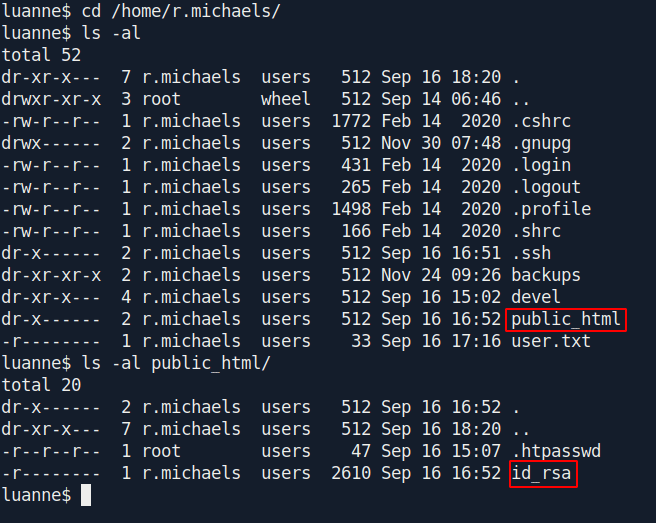 luanne$ cd /home/r.michaels/
luanne$ ls -al
total 52
dr-xr-x---  7 r.michaels  users   512 Sep 16 18:20 .
drwxr-xr-x  3 root        wheel   512 Sep 14 06:46 ..
-rw-r--r--  1 r.michaels  users  1772 Feb 14  2020 .cshrc
drwx------  2 r.michaels  users   512 Nov 30 07:48 .gnupg
-rw-r--r--  1 r.michaels  users   431 Feb 14  2020 .login
-rw-r--r--  1 r.michaels  users   265 Feb 14  2020 .logout
-rw-r--r--  1 r.michaels  users  1498 Feb 14  2020 .profile
-rw-r--r--  1 r.michaels  users   166 Feb 14  2020 .shrc
dr-x------  2 r.michaels  users   512 Sep 16 16:51 .ssh
dr-xr-xr-x  2 r.michaels  users   512 Nov 24 09:26 backups
dr-xr-x---  4 r.michaels  users   512 Sep 16 15:02 devel
dr-x------  2 r.michaels  users   512 Sep 16 16:52 public_html
-r--------  1 r.michaels  users    33 Sep 16 17:16 user.txt
luanne$ ls -al public_html/
total 20
dr-x------  2 r.michaels  users   512 Sep 16 16:52 .
dr-xr-x---  7 r.michaels  users   512 Sep 16 18:20 ..
-r--r--r--  1 root        users    47 Sep 16 15:07 .htpasswd
-r--------  1 r.michaels  users  2610 Sep 16 16:52 id_rsa
luanne$